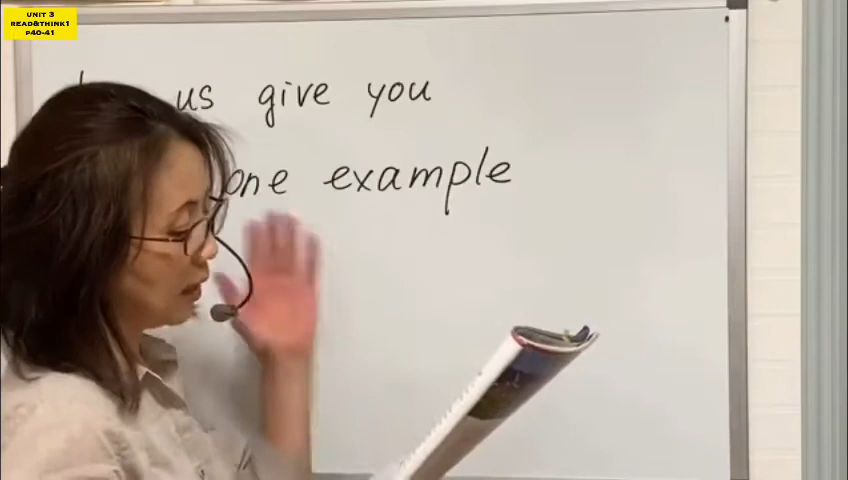 UNIT 3
READ&THINK1
P40-41
us give you
one example